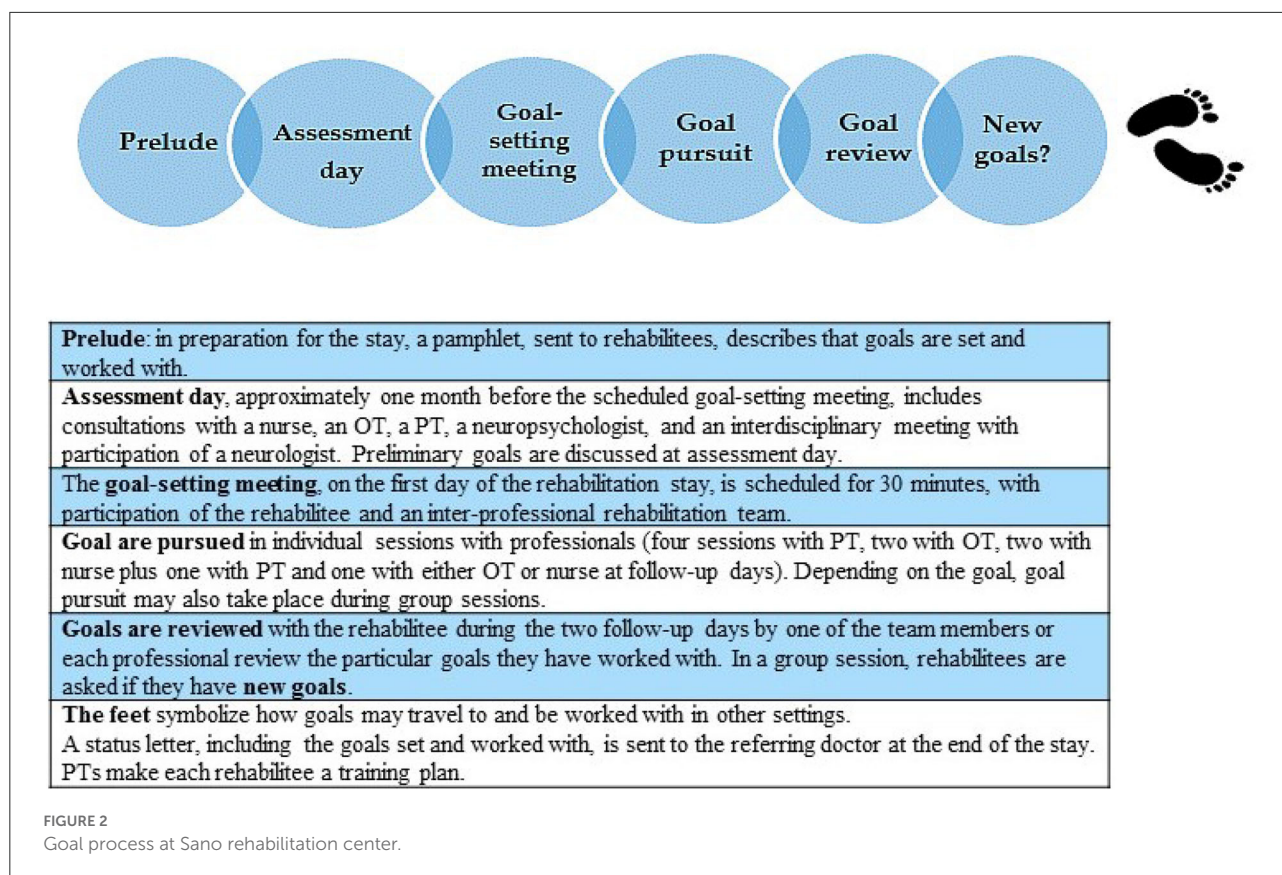 Prelude
Assessment
day
Goal-
setting
meeting
Goal
pursuit
Goal
review
New
goals?
Prelude: in preparation for the stay, a pamphlet, sent to rehabilitees, describes that goals are set and
worked with.
Assessment day, approximately one month before the scheduled goal-setting meeting, includes
consultations with a nurse, an OT, a PT, a neuropsychologist, and an interdisciplinary meeting with
participation of a neurologist. Preliminary goals are discussed at assessment day.
The goal-setting meeting, on the first day of the rehabilitation stay, is scheduled for 30 minutes, with
participation of the rehabilitee and an inter-professional rehabilitation team.
Goal are pursued in individual sessions with professionals (four sessions with PT, two with OT, two with
nurse plus one with PT and one with either OT or nurse at follow-up days). Depending on the goal, goal
pursuit may also take place during group sessions.
Goals are reviewed with the rehabilitee during the two follow-up days by one of the team members or
each professional review the particular goals they have worked with. In a group session, rehabilitees are
asked if they have new goals.
The feet symbolize how goals may travel to and be worked with in other settings.
A status letter, including the goals set and worked with, is sent to the referring doctor at the end of the stay.
PTs make each rehabilitee a training plan.
FIGURE 2
Goal process at Sano rehabilitation center.